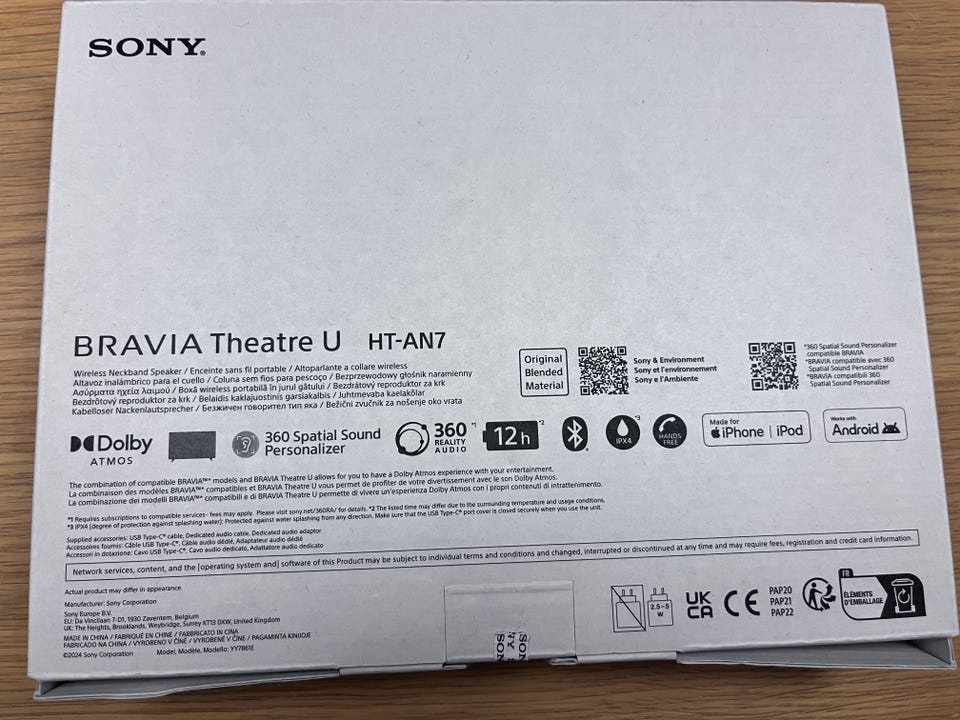 SONY®
BRAVIA Theatre U HT-AN7
Wireless Neckband Speaker / Enceinte sans fil portable / Altoparlante a collare wireless
Altavoz inalámbrico para el cuello / Coluna sem fios para pescoço / Bezprzewodowy głośnik naramienny
Ασύρματα ηχεία λαιμού / Boxă wireless portabilă în jurul gâtului / Bezdrátový reproduktor za krk
Bezdrôtový reproduktor za krk / Belaidis kaklajuostinis garsiakalbis / Juhtmevaba kaelakõlar
Kabelloser Nackenlautsprecher / Безжичен говорител тип яка / Bežični zvučnik za nošenje oko vrata
Original
Blended
Material
Sony & Environment
Sony et l'environnement
Sony e l'Ambiente
*360 Spatial Sound Personalizer
compatible BRAVIA
*BRAVIA compatible avec 360
Spatial Sound Personalizer
*BRAVIA compatibili 360
Spatial Sound Personalizer
Dolby
ATMOS
360 Spatial Sound
Personalizer
360
REALITY
AUDIO
*1
12h
*2
IPX4
*3
HANDS
FREE
Made for
iPhone | iPod
Works with
Android
The combination of compatible BRAVIA™* models and BRAVIA Theatre U allows for you to have a Dolby Atmos experience with your entertainment.
La combinaison des modèles BRAVIA™* compatibles et BRAVIA Theatre U vous permet de profiter de votre divertissement avec le son Dolby Atmos.
La combinazione dei modelli BRAVIA™* compatibili e di BRAVIA Theatre U permette di vivere un'esperienza Dolby Atmos con i propri contenuti di intrattenimento.
*1 Requires subscriptions to compatible services- fees may apply. Please visit sony.net/360RA/ for details. *2 The listed time may differ due to the surrounding temperature and usage conditions.
*3 IPX4 (degree of protection against splashing water): Protected against water splashing from any direction. Make sure that the USB Type-C® port cover is closed securely when you use the unit.
Supplied accessories: USB Type-C® cable, Dedicated audio cable, Dedicated audio adaptor
Accessoires fournis: Câble USB Type-C®, Câble audio dédié, Adaptateur audio dédié
Accessori in dotazione: Cavo USB Type-C®, Cavo audio dedicato, Adattatore audio dedicato
Network services, content, and the [operating system and] software of this Product may be subject to individual terms and conditions and changed, interrupted or discontinued at any time and may require fees, registration and credit card information.
Actual product may differ in appearance.
Manufacturer: Sony Corporation
Sony Europe B.V.
EU: Da Vincilaan 7-D1, 1930 Zaventem, Belgium
UK: The Heights, Brooklands, Weybridge, Surrey KT13 0XW, United Kingdom
MADE IN CHINA / FABRIQUÉ EN CHINE / FABBRICATO IN CINA
FABRICADO NA CHINA / VYROBENO V ČÍNĚ / VYROBENÉ V ČÍNE / PAGAMINTA KINIJOJE
©2024 Sony Corporation Model, Modèle, Modello: YY7861E
SONY
SONY
2.5-5
W
UK
CA
CE
PAP20
PAP21
PAP22
FR
ÉLÉMENTS
D'EMBALLAGE